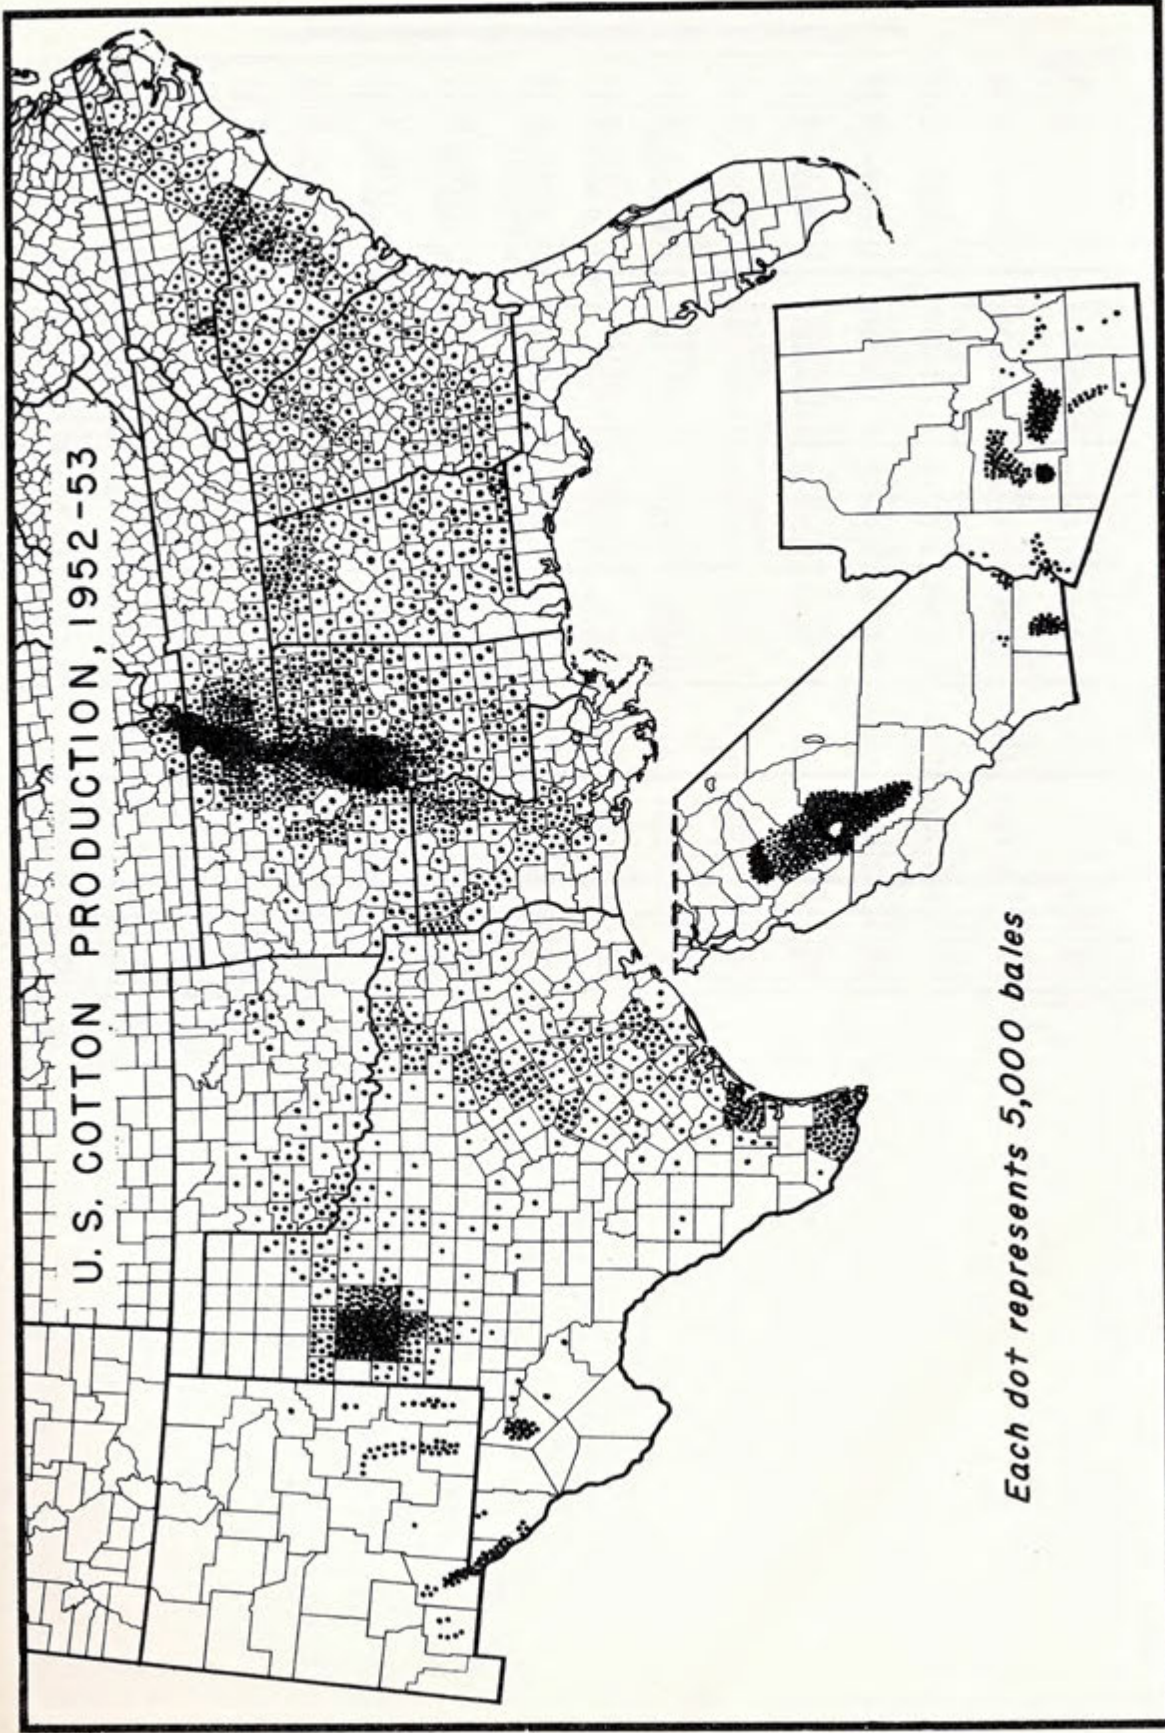 U.S. COTTON PRODUCTION, 1952-53
Each dot represents 5,000 bales